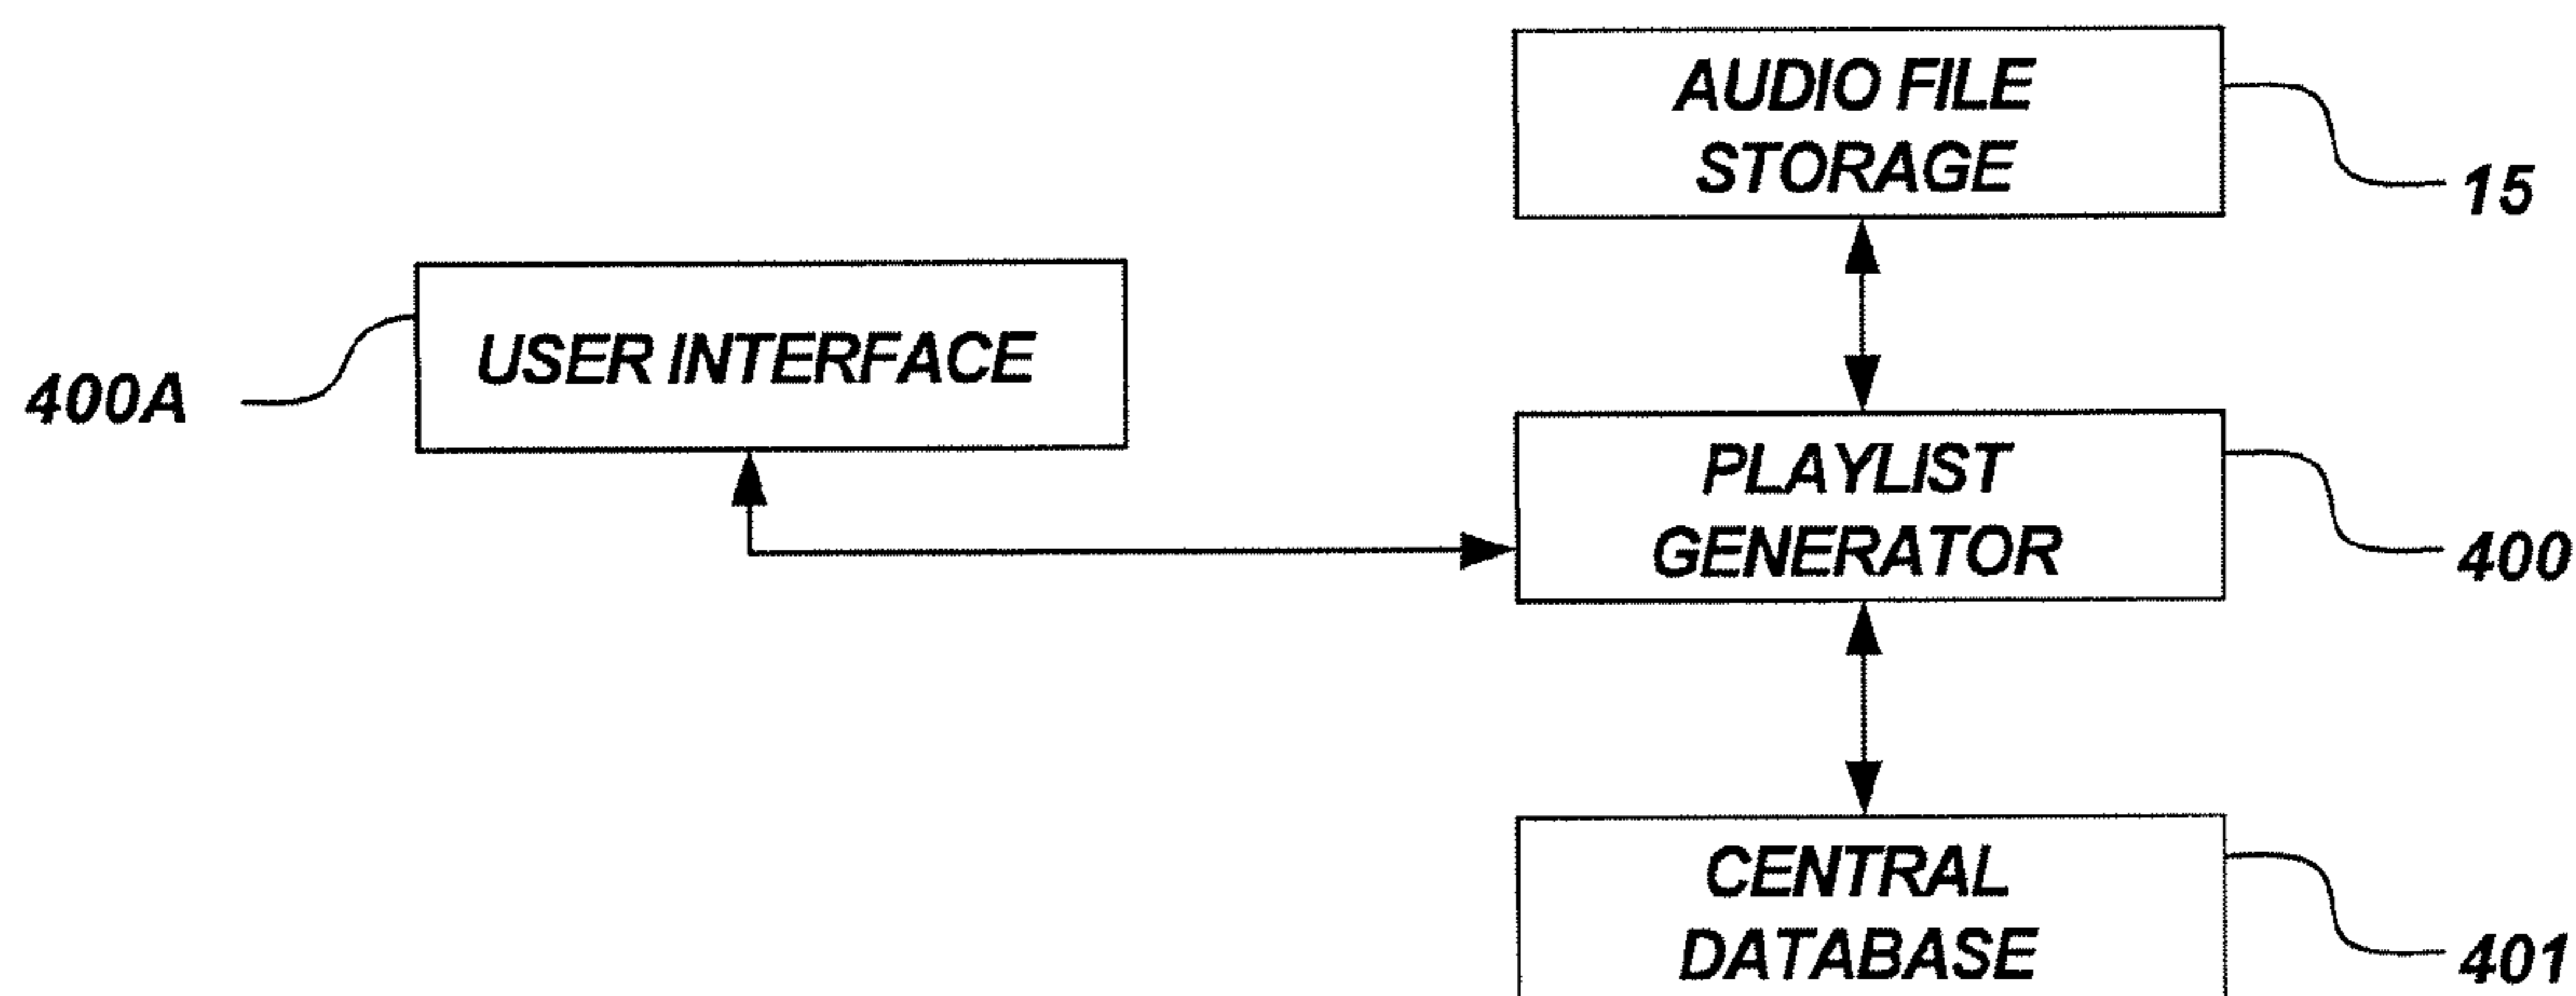 AUDIO FILE
STORAGE
15
USER INTERFACE
400A
PLAYLIST
GENERATOR
400
CENTRAL
DATABASE
401